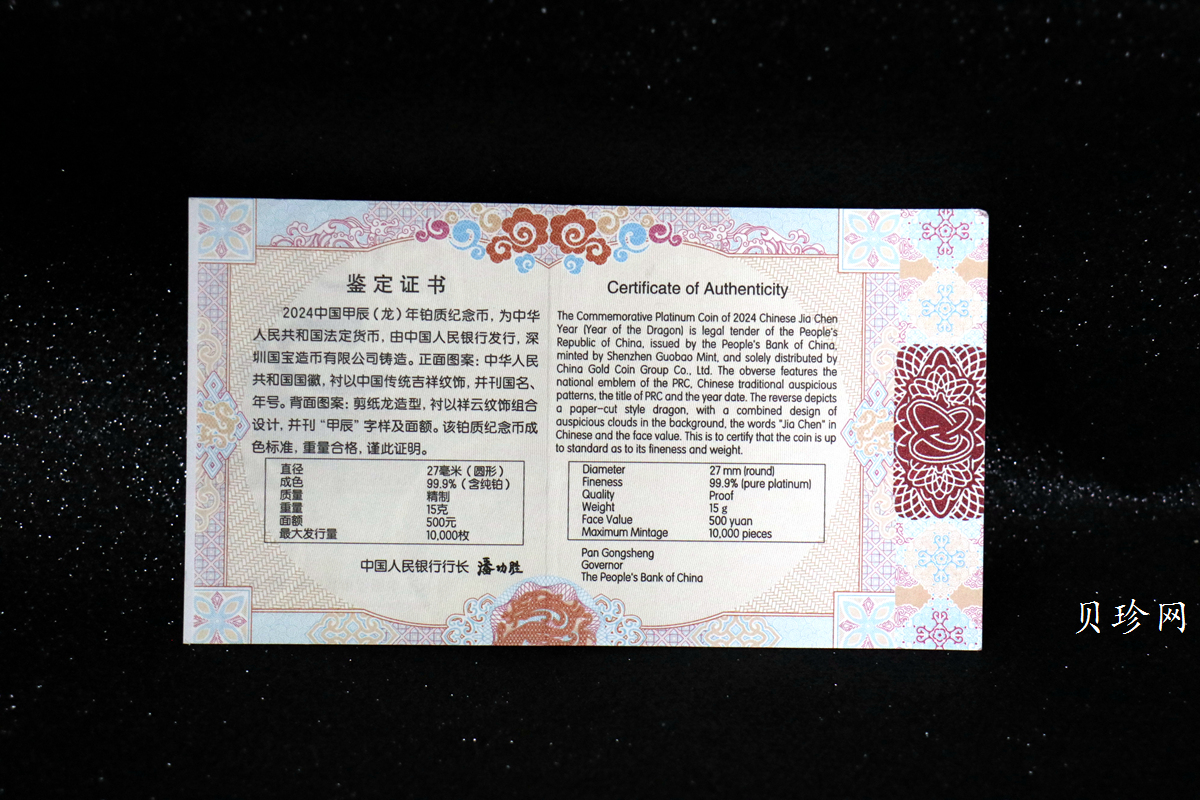 鉴定证书
2024中国甲辰（龙）年铂质纪念币，为中华
人民共和国法定货币，由中国人民银行发行，深
圳国宝造币有限公司铸造。正面图案：中华人民
共和国国徽，衬以中国传统吉祥纹饰，并刊国名、
年号。背面图案：剪纸龙造型，衬以祥云纹饰组合
设计，并刊“甲辰”字样及面额。该铂质纪念币成
色标准，重量合格，谨此证明。
直径 27毫米（圆形）
成色 99.9%（含纯铂）
质量 精制
重量 15克
面额 500元
最大发行量 10,000枚
中国人民银行行长 潘功胜
Certificate of Authenticity
The Commemorative Platinum Coin of 2024 Chinese Jia Chen
Year (Year of the Dragon) is legal tender of the People's
Republic of China, issued by the People's Bank of China,
minted by Shenzhen Guobao Mint, and solely distributed by
China Gold Coin Group Co., Ltd. The obverse features the
national emblem of the PRC, Chinese traditional auspicious
patterns, the title of PRC and the year date. The reverse depicts
a paper-cut style dragon, with a combined design of
auspicious clouds in the background, the words "Jia Chen" in
Chinese and the face value. This is to certify that the coin is up
to standard as to its fineness and weight.
Diameter 27 mm (round)
Fineness 99.9% (pure platinum)
Quality Proof
Weight 15 g
Face Value 500 yuan
Maximum Mintage 10,000 pieces
Pan Gongsheng
Governor
The People's Bank of China
贝珍网